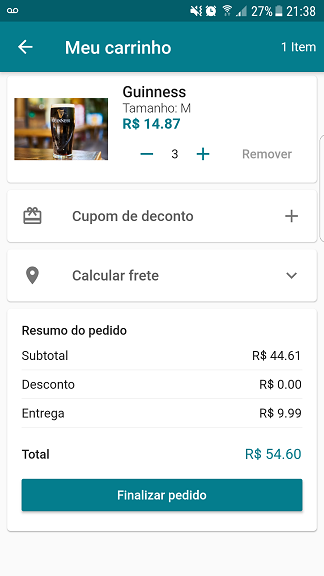 27% 21:38
Meu carrinho 1 Item
Guinness
Tamanho: M
R$ 14.87
3 Remover
GUINNESS
Cupom de deconto
Calcular frete
Resumo do pedido
Subtotal R$ 44.61
Desconto R$ 0.00
Entrega R$ 9.99
Total R$ 54.60
Finalizar pedido